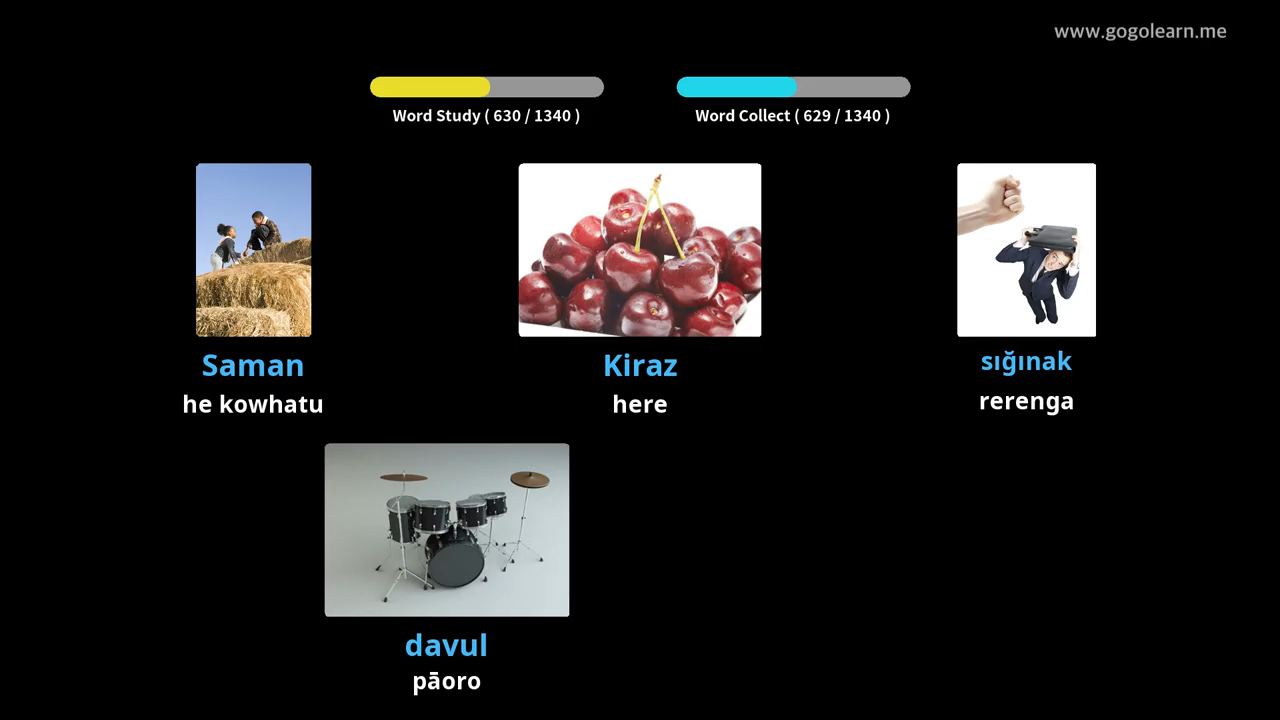 www.gogolearn.me
Word Study ( 630 / 1340 )
Word Collect ( 629 / 1340 )
Saman
he kowhatu
Kiraz
here
sığınak
rerenga
davul
pāoro